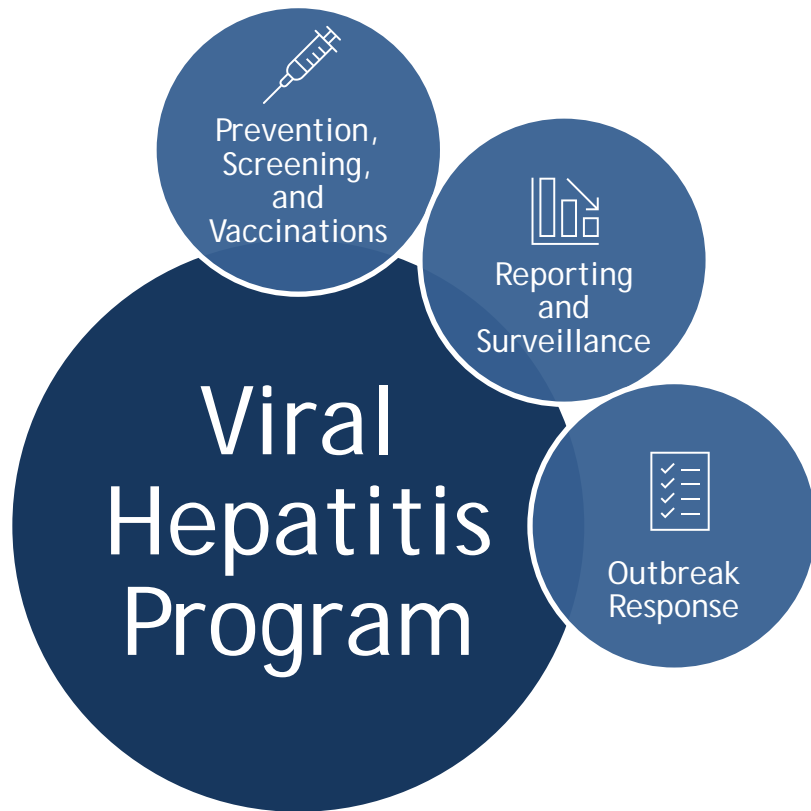 Prevention,
Screening,
and
Vaccinations
Reporting
and
Surveillance
Viral
Hepatitis
Program
Outbreak
Response